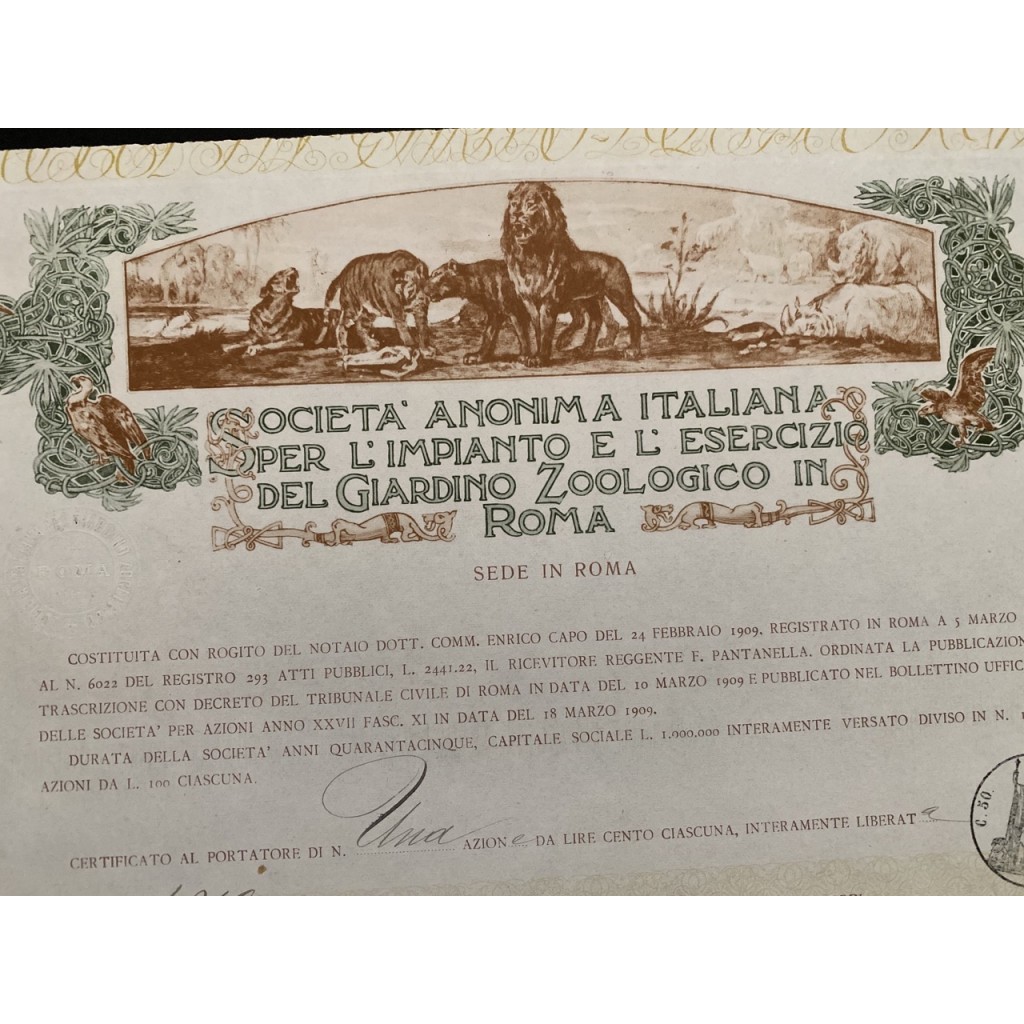 SOCIETA' ANONIMA ITALIANA
PER L'IMPIANTO E L'ESERCIZIO
DEL GIARDINO ZOOLOGICO IN
ROMA
SEDE IN ROMA
COSTITUITA CON ROGITO DEL NOTAIO DOTT. COMM. ENRICO CAPO DEL 24 FEBBRAIO 1909. REGISTRATO IN ROMA A 5 MARZO
AL N. 6022 DEL REGISTRO 293 ATTI PUBBLICI, L. 2441.22, IL RICEVITORE REGGENTE F. PANTANELLA. ORDINATA LA PUBBLICAZION
TRASCRIZIONE CON DECRETO DEL TRIBUNALE CIVILE DI ROMA IN DATA DEL 10 MARZO 1909 E PUBBLICATO NEL BOLLETTINO UFFIC
DELLE SOCIETA' PER AZIONI ANNO XXVII FASC. XI IN DATA DEL 18 MARZO 1909.
DURATA DELLA SOCIETA' ANNI QUARANTACINQUE, CAPITALE SOCIALE L. 1.000.000 INTERAMENTE VERSATO DIVISO IN N. 1
AZIONI DA L. 100 CIASCUNA.
C. 50.
CERTIFICATO AL PORTATORE DI N. Una AZIONe DA LIRE CENTO CIASCUNA, INTERAMENTE LIBERATa